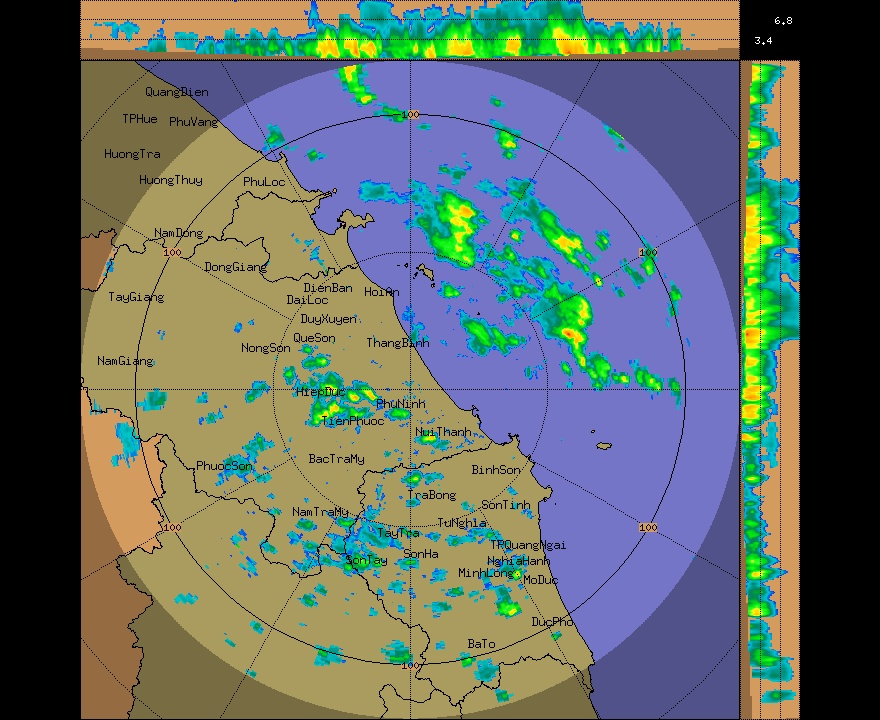 6.8
3.4
QuangDien
TPHue PhuVang
100
HuongTra
HuongThuy
PhuLoc
NamDong
100
100
DongGiang
DienBan
HoiAn
TayGiang
DaiLoc
DuyXuyen
QueSon
ThangBinh
NongSon
NamGiang
HiepDuc
PhuNinh
TienPhuoc
NuiThanh
BacTraMy
PhuocSon
BinhSon
TraBong
SonTinh
NamTraMy
TuNghia
100
100
TayTra
TPQuangNgai
SonHa
SonTay
NghiaHanh
MinhLong
MoDuc
DucPho
BaTo
100